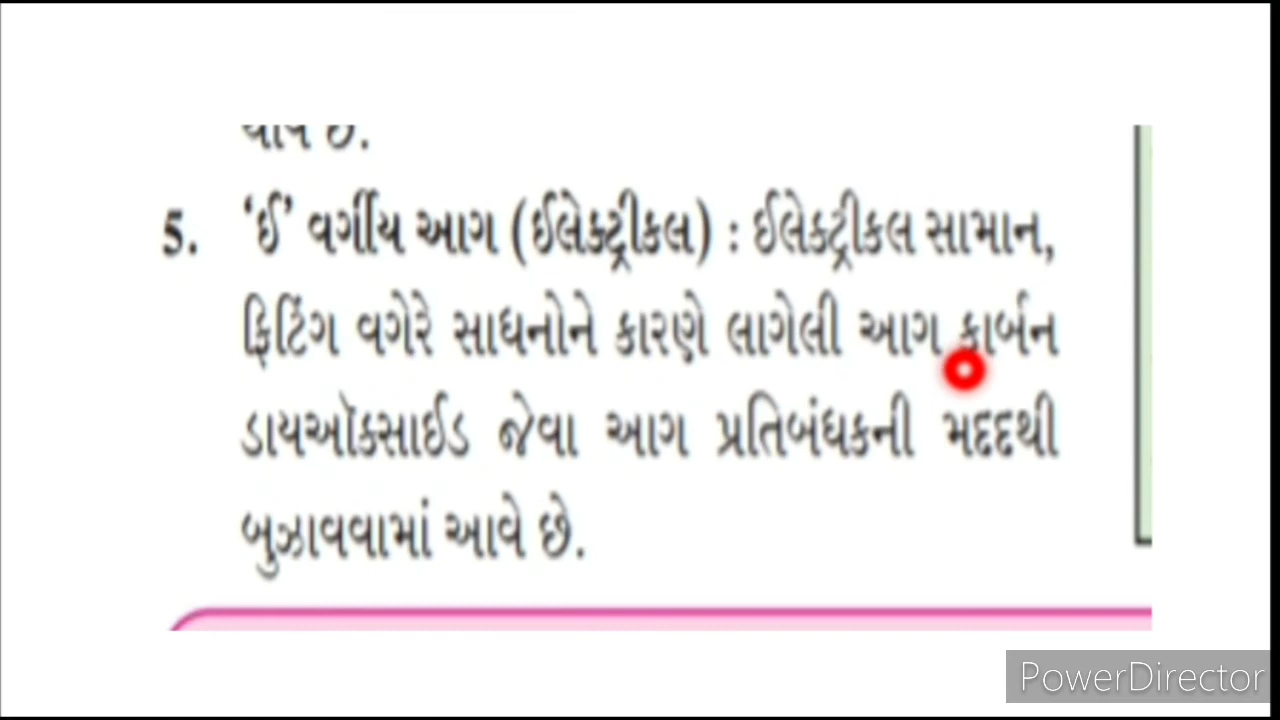 5. ‘ઈ’ વર્ગીય આગ (ઈલેક્ટ્રીકલ) : ઈલેક્ટ્રીકલ સામાન,
ફિટિંગ વગેરે સાધનોને કારણે લાગેલી આગ કાર્બન
ડાયઑક્સાઈડ જેવા આગ પ્રતિબંધકની મદદથી
બુઝાવવામાં આવે છે.
PowerDirector